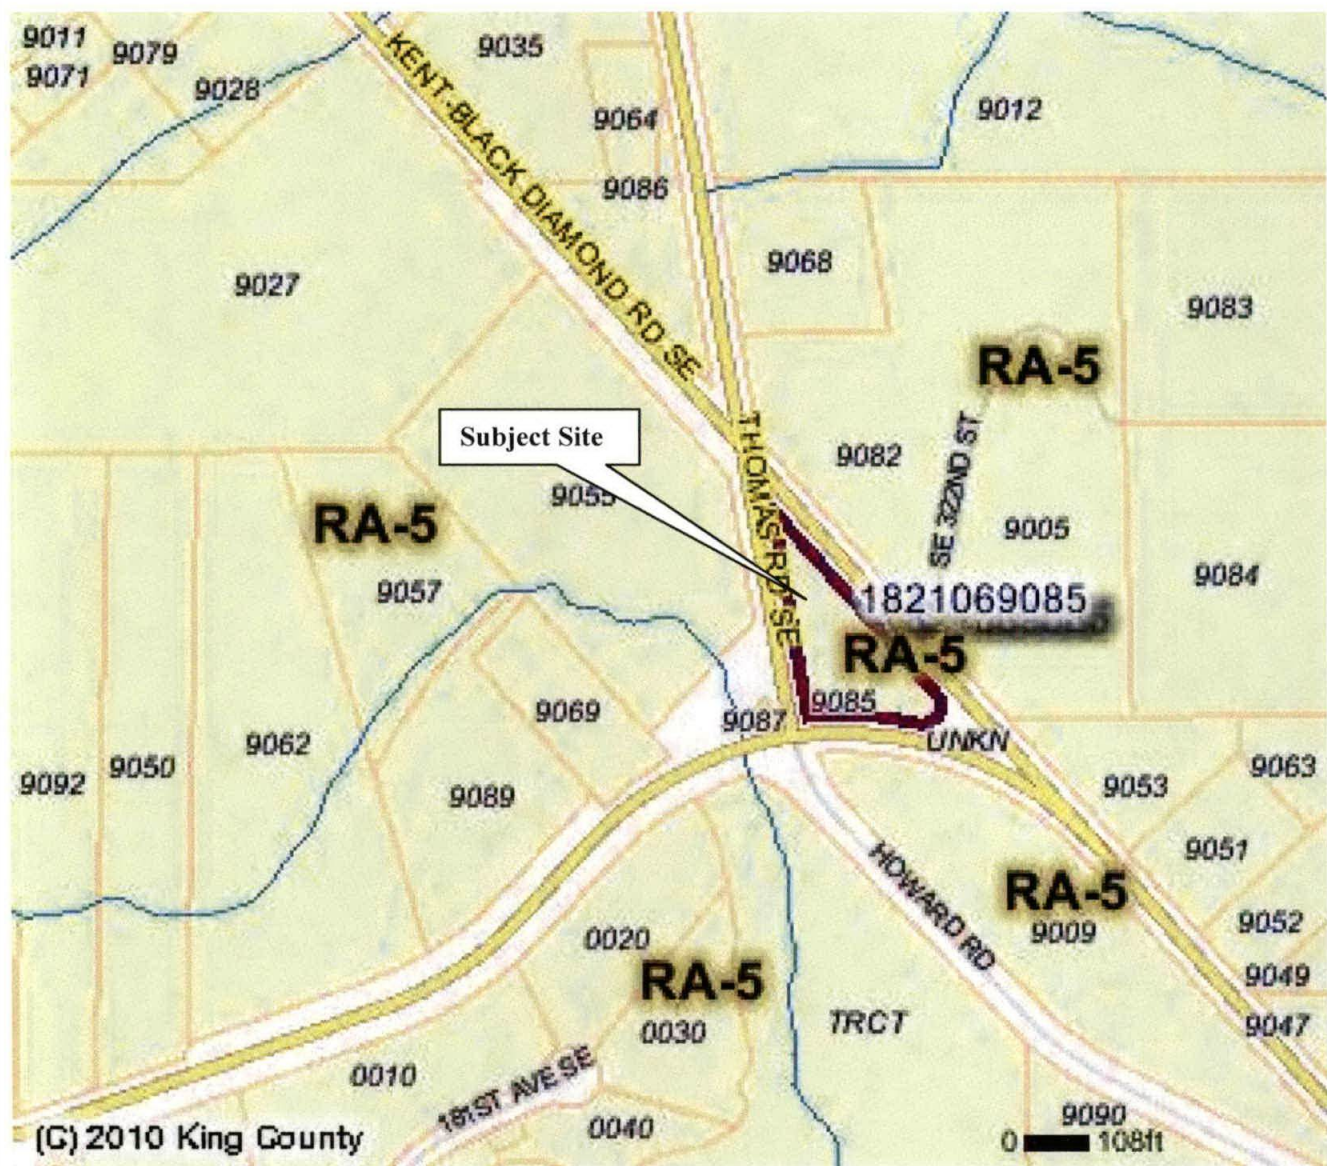 9011
9079
9035
9071
9028
9064
9012
KENT-BLACK DIAMOND RD SE
9086
9068
9027
9083
RA-5
Subject Site
THOMAS RD SE
9082
SE 322ND ST
9055
RA-5
9005
9057
1821069085
9084
RA-5
9085
9069
9087
UNKN
9062
9050
9092
9089
9053
9063
9051
HOWARD RD
RA-5
9009
9052
0020
RA-5
9049
0030
TRCT
9047
0010
181ST AVE SE
9090
0040
(C) 2010 King County
0 108ft